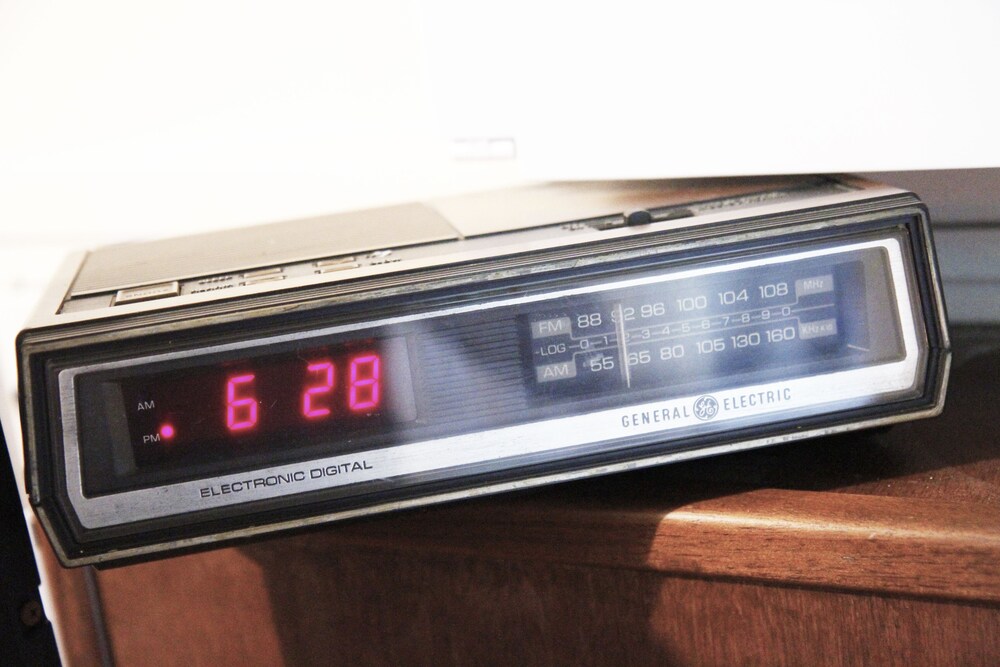 FM 88 92 96 100 104 108 MHz
LOG 0 1 2 3 4 5 6 7 8 9 0
AM 55 65 80 105 130 160
AM
PM 6 28
GENERAL GE ELECTRIC
ELECTRONIC DIGITAL